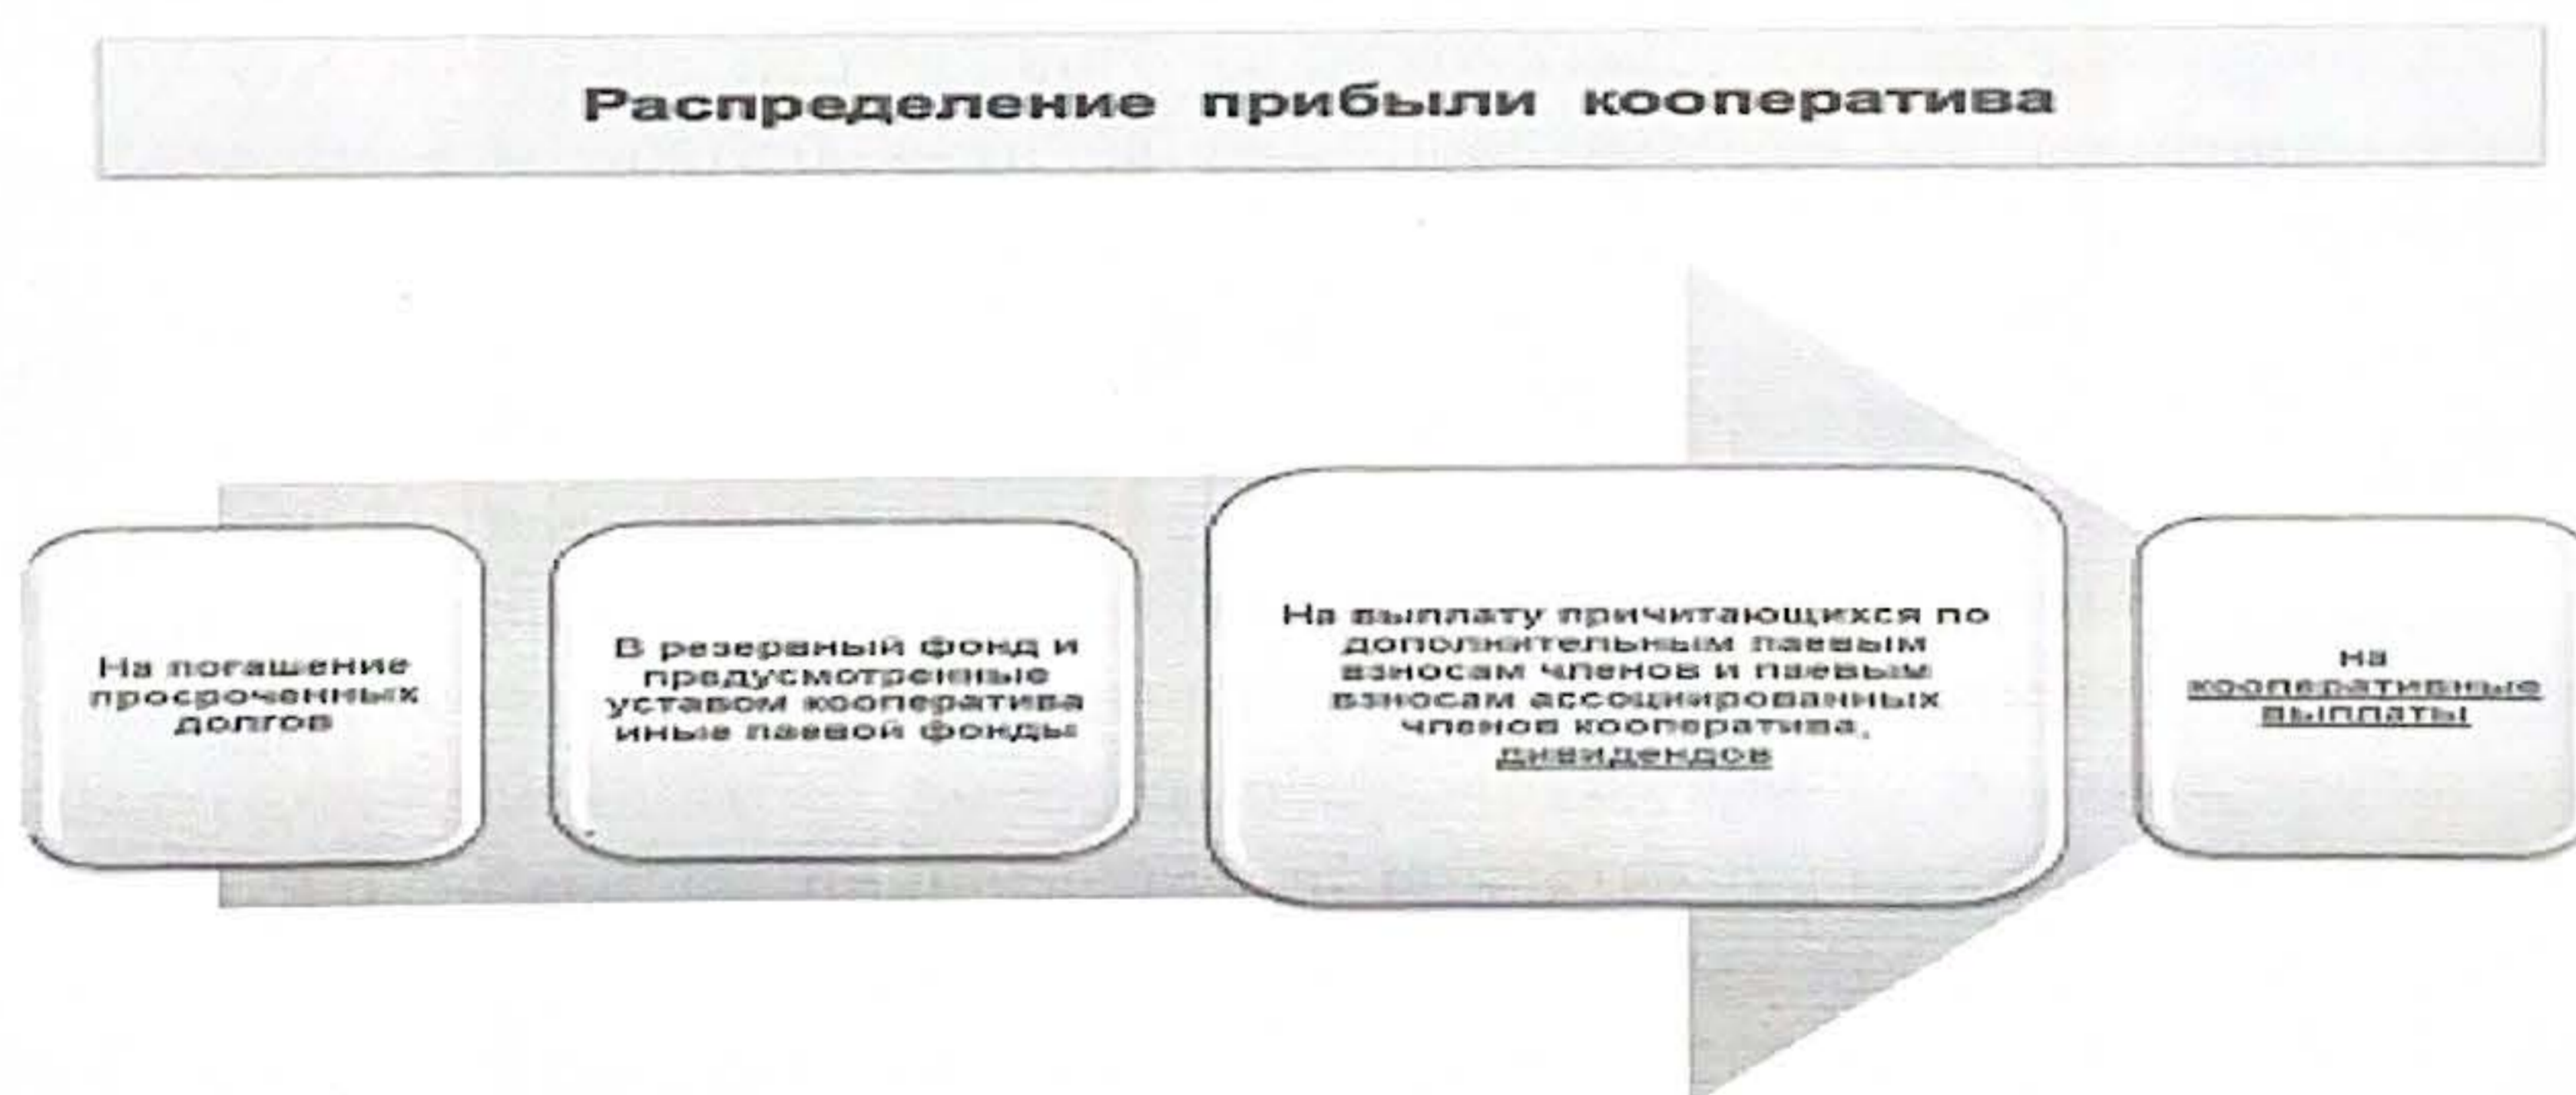 Распределение прибыли кооператива
На погашение
просроченных
долгов
В резервный фонд и
предусмотренные
уставом кооператива
иные паевой фонды
На выплату причитающихся по
дополнительным паевым
взносам членов и паевым
взносам ассоциированных
членов кооператива,
дивидендов
на
кооперативные
выплаты